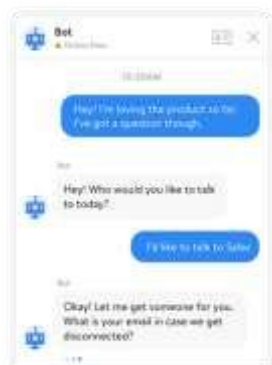 Bot
Hey! I'm loving the product so far.
I've got a question though.
Bot
Hey! Who would you like to talk
to today?
I'd like to talk to Sales
Bot
Okay! Let me get someone for you.
What is your email in case we get
disconnected?